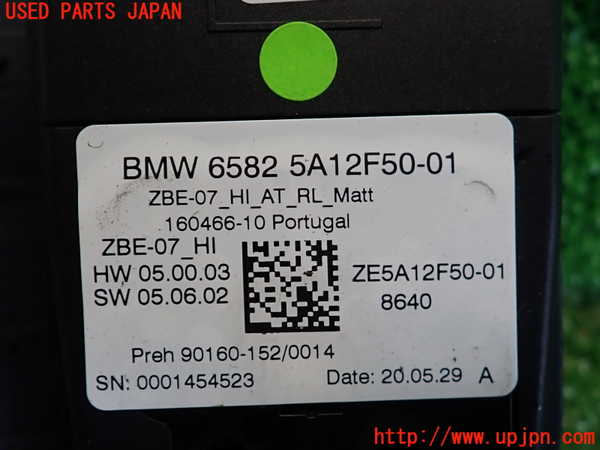 USED PARTS JAPAN
BMW 6582 5A12F50-01
ZBE-07_HI_AT_RL_Matt
160466-10 Portugal
ZBE-07_HI
HW 05.00.03
SW 05.06.02
ZE5A12F50-01
8640
Preh 90160-152/0014
SN: 0001454523
Date: 20.05.29 A
http://www.upjpn.com/